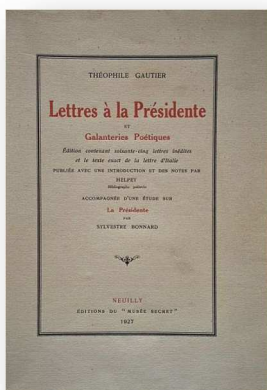 THÉOPHILE GAUTIER
Lettres à la Présidente
ET
Galanteries Poétiques
Édition contenant soixante-cinq lettres inédites
et le texte exact de la lettre d'Italie
PUBLIÉE AVEC UNE INTRODUCTION ET DES NOTES PAR
HELPEY
Bibliographe poitevin
ACCOMPAGNÉE D'UNE ÉTUDE SUR
La Présidente
PAR
SYLVESTRE BONNARD
NEUILLY
ÉDITIONS DU "MUSÉE SECRET"
1927